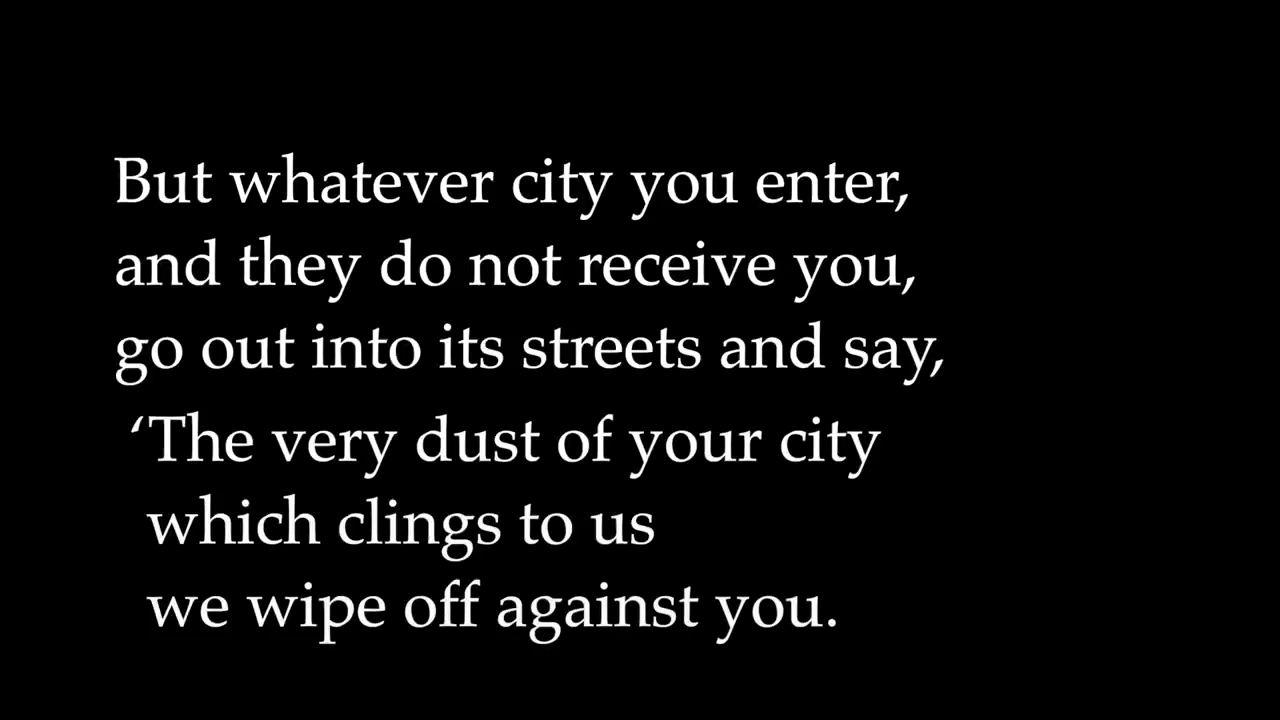 But whatever city you enter,
and they do not receive you,
go out into its streets and say,
‘The very dust of your city
which clings to us
we wipe off against you.